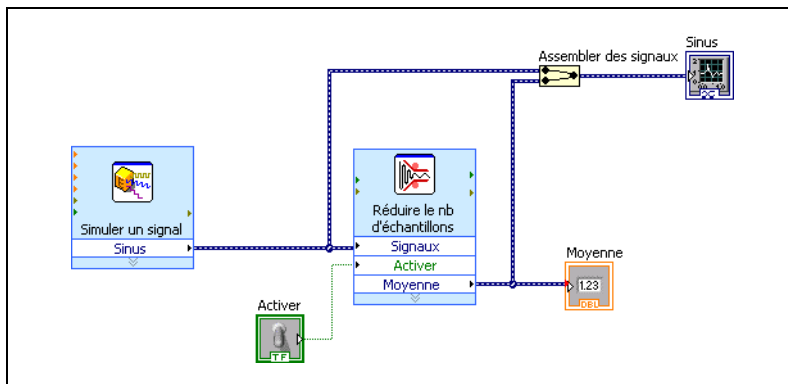 Sinus
Assembler des signaux
Simuler un signal
Sinus
Réduire le nb
d'échantillons
Signaux
Activer
Moyenne
Moyenne
1.23
DBL
Activer
TF